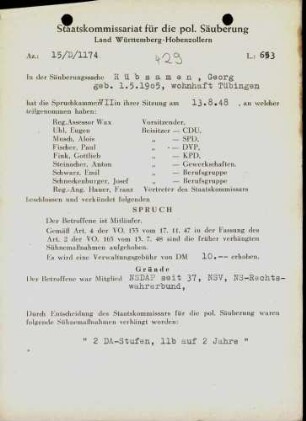 Staatskommissariat für die pol. Säuberung
Land Württemberg-Hohenzollern
Az.: 15/D/1174
429
L.: 693
In der Säuberungssache Hübsamen, Georg
geb. 1.5.1905, wohnhaft Tübingen
hat die Spruchkammer VII in ihrer Sitzung am 13.8.48 , an welcher
teilgenommen haben:
Reg.Assessor Wax Vorsitzender,
Uhl, Eugen Beisitzer — CDU,
Musch, Alois „ — SPD,
Fischer, Paul „ — DVP,
Fink, Gottlieb „ — KPD,
Steinacher, Anton „ — Gewerkschaften,
Schwarz, Emil „ — Berufsgruppe
Schneckenburger, Josef „ — Berufsgruppe
Reg.-Ang. Hauer, Franz Vertreter des Staatskommissars
beschlossen und verkündet folgenden
SPRUCH
Der Betroffene ist Mitläufer.
Gemäß Art. 4 der VO. 133 vom 17. 11. 47 in der Fassung des
Art. 2 der VO. 165 vom 13. 7. 48 sind die früher verhängten
Sühnemaßnahmen aufgehoben.
Es wird eine Verwaltungsgebühr von DM 10.-- erhoben.
Gründe
Der Betroffene war Mitglied NSDAP seit 37, NSV, NS-Rechts-
wahrerbund,
Durch Entscheidung des Staatskommissars für die pol. Säuberung waren
folgende Sühnemaßnahmen verhängt worden:
" 2 DA-Stufen, 11b auf 2 Jahre "